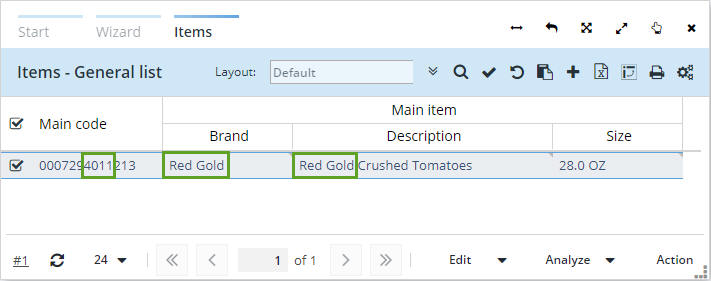 Start Wizard Items
Items - General list Layout: Default
Main item
Main code Brand Description Size
0007294011213 Red Gold Red Gold Crushed Tomatoes 28.0 OZ
#1 24 1 of 1 Edit Analyze Action